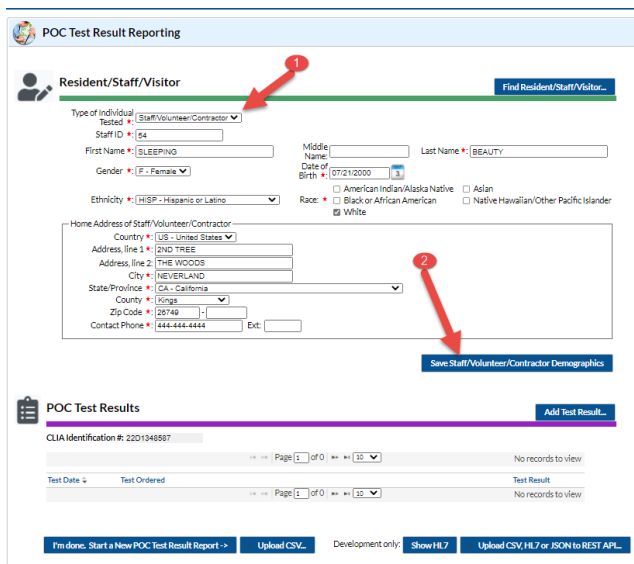 POC Test Result Reporting
1
Resident/Staff/Visitor
Find Resident/Staff/Visitor...
Type of Individual Tested *: Staff/Volunteer/Contractor
Staff ID *: 54
First Name *: SLEEPING Middle Name: Last Name *: BEAUTY
Gender *: F - Female Date of Birth *: 07/21/2000 3
Ethnicity *: HISP - Hispanic or Latino Race: * American Indian/Alaska Native Asian
Black or African American Native Hawaiian/Other Pacific Islander
White
Home Address of Staff/Volunteer/Contractor
Country *: US - United States
Address, line 1 *: 2ND TREE
Address, line 2: THE WOODS
City *: NEVERLAND
State/Province *: CA - California
County *: Kings
Zip Code *: 26749 -
Contact Phone *: 444-444-4444 Ext:
2
Save Staff/Volunteer/Contractor Demographics
POC Test Results
Add Test Result...
CLIA Identification #: 22D1348587
Page 1 of 0 10 No records to view
Test Date Test Ordered Test Result
Page 1 of 0 10 No records to view
I'm done. Start a New POC Test Result Report -> Upload CSV... Development only: Show HL7 Upload CSV, HL7 or JSON to REST API...